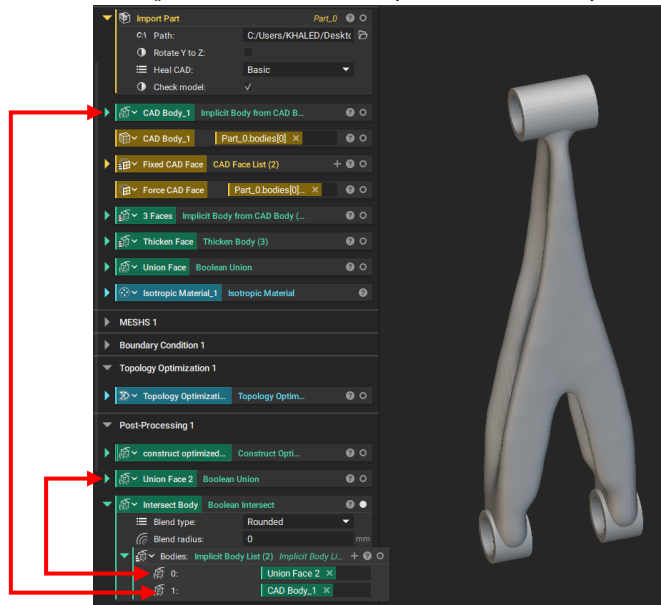 Import Part Part_0
C:\ Path: C:/Users/KHALED/Deskto
Rotate Y to Z:
Heal CAD: Basic
Check model: ✓
CAD Body_1 Implicit Body from CAD B...
CAD Body_1 Part_0.bodies[0] ×
Fixed CAD Face CAD Face List (2) +
Force CAD Face Part_0.bodies[0]... ×
3 Faces Implicit Body from CAD Body (...
Thicken Face Thicken Body (3)
Union Face Boolean Union
Isotropic Material_1 Isotropic Material
MESHS 1
Boundary Condition 1
Topology Optimization 1
Topology Optimizati... Topology Optim...
Post-Processing 1
construct optimized... Construct Opti...
Union Face 2 Boolean Union
Intersect Body Boolean Intersect
Blend type: Rounded
Blend radius: 0 mm
Bodies: Implicit Body List (2) Implicit Body Li... +
0: Union Face 2 ×
1: CAD Body_1 ×